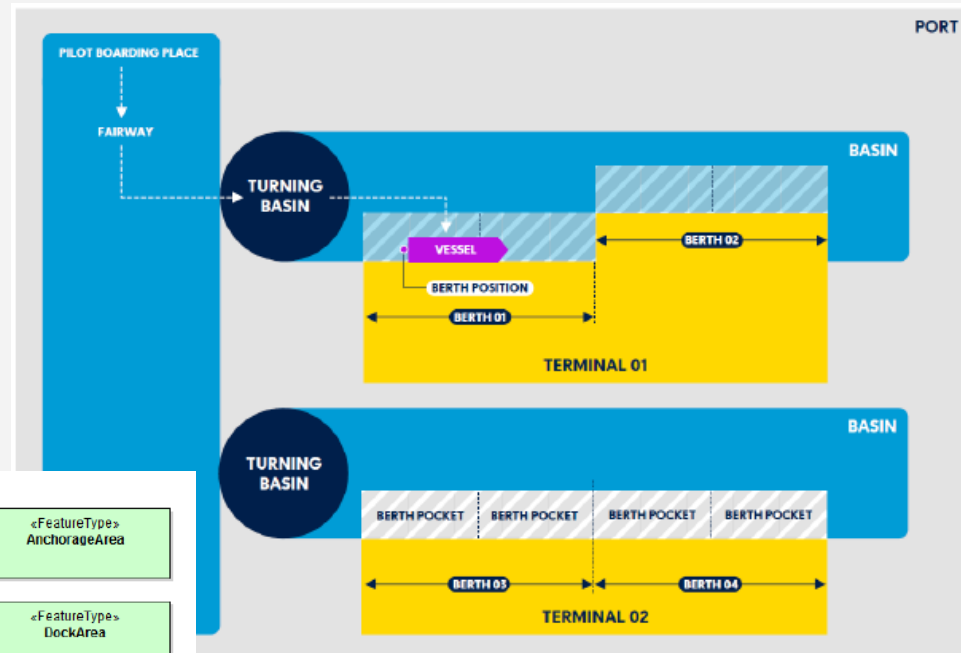 PORT
PILOT BOARDING PLACE
FAIRWAY
BASIN
TURNING
BASIN
BERTH 02
VESSEL
BERTH POSITION
BERTH 01
TERMINAL 01
BASIN
TURNING
BASIN
BERTH POCKET
BERTH POCKET
BERTH POCKET
BERTH POCKET
BERTH 03
BERTH 04
TERMINAL 02
«FeatureType»
AnchorageArea
«FeatureType»
DockArea